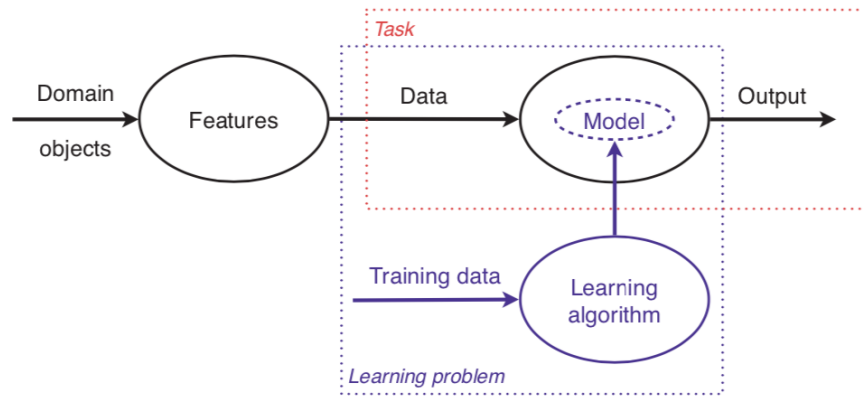 Task
Domain
objects
Features
Data
Model
Output
Training data
Learning
algorithm
Learning problem